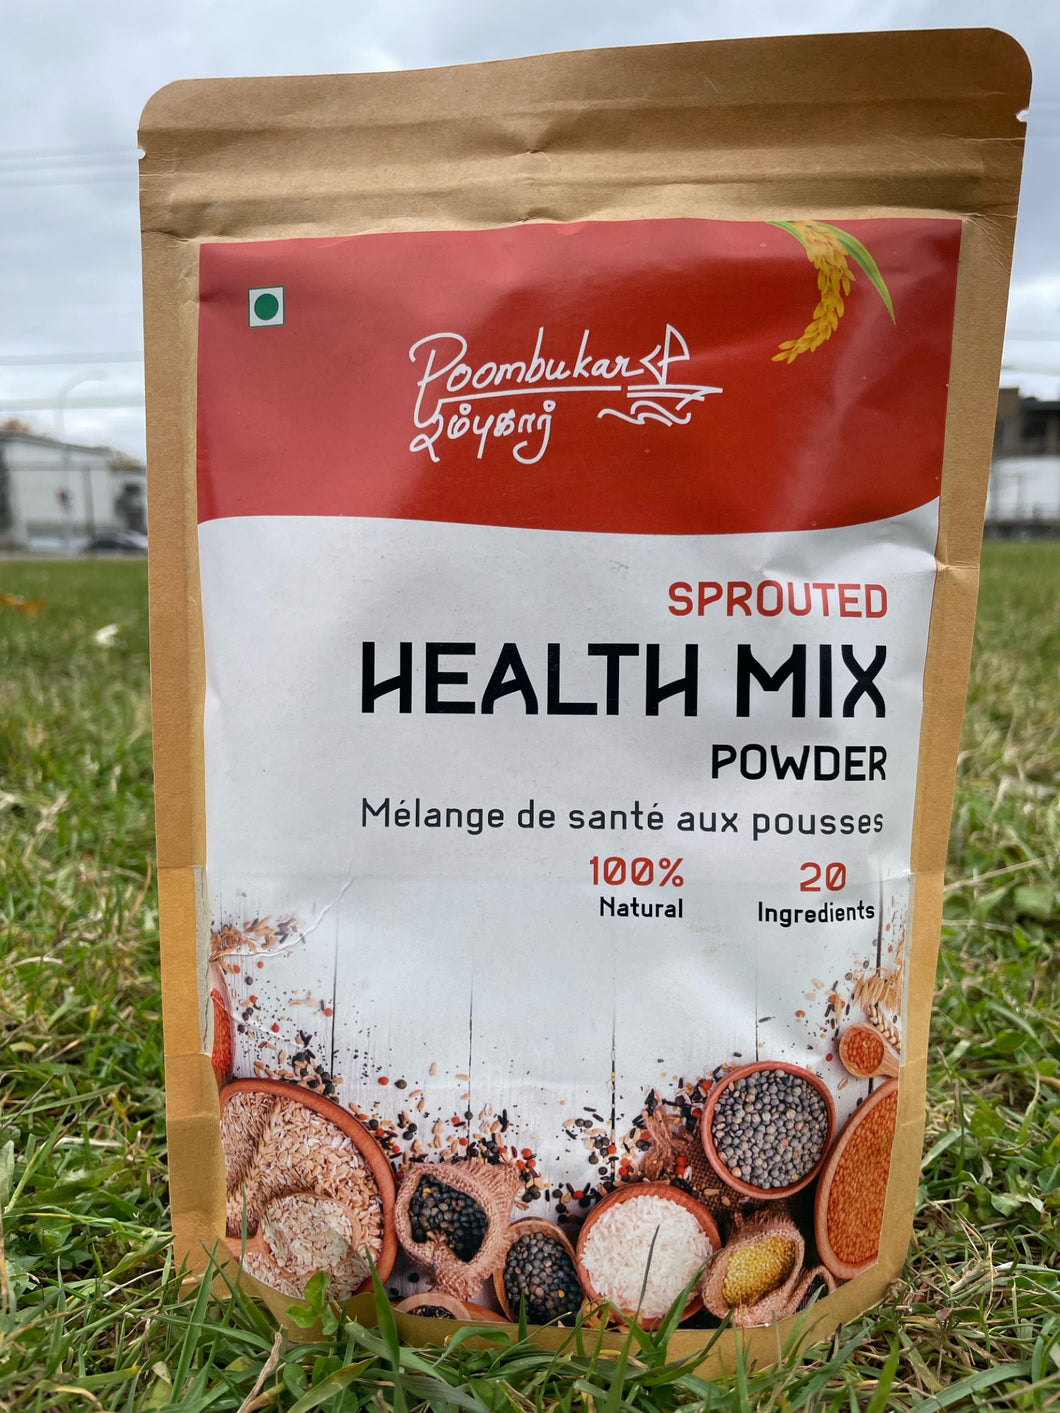 Poombukar
பூம்புகார்
SPROUTED
HEALTH MIX
POWDER
Mélange de santé aux pousses
100% 20
Natural Ingredients